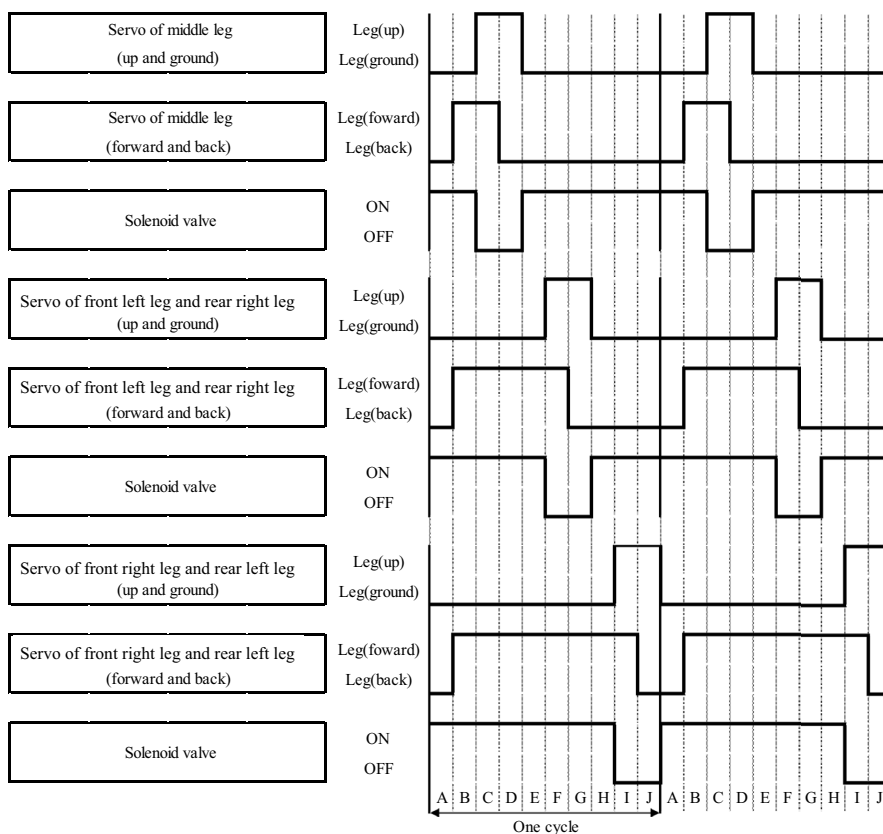 Servo of middle leg
(up and ground)
Leg(up)
Leg(ground)
Servo of middle leg
(forward and back)
Leg(foward)
Leg(back)
Solenoid valve
ON
OFF
Servo of front left leg and rear right leg
(up and ground)
Leg(up)
Leg(ground)
Servo of front left leg and rear right leg
(forward and back)
Leg(foward)
Leg(back)
Solenoid valve
ON
OFF
Servo of front right leg and rear left leg
(up and ground)
Leg(up)
Leg(ground)
Servo of front right leg and rear left leg
(forward and back)
Leg(foward)
Leg(back)
Solenoid valve
ON
OFF
A B C D E F G H I J A B C D E F G H I J
One cycle